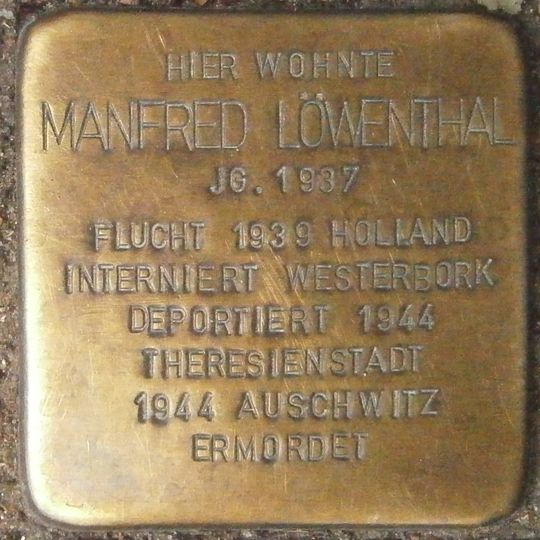 HIER WOHNTE
MANFRED LÖWENTHAL
JG. 1937
FLUCHT 1939 HOLLAND
INTERNIERT WESTERBORK
DEPORTIERT 1944
THERESIENSTADT
1944 AUSCHWITZ
ERMORDET